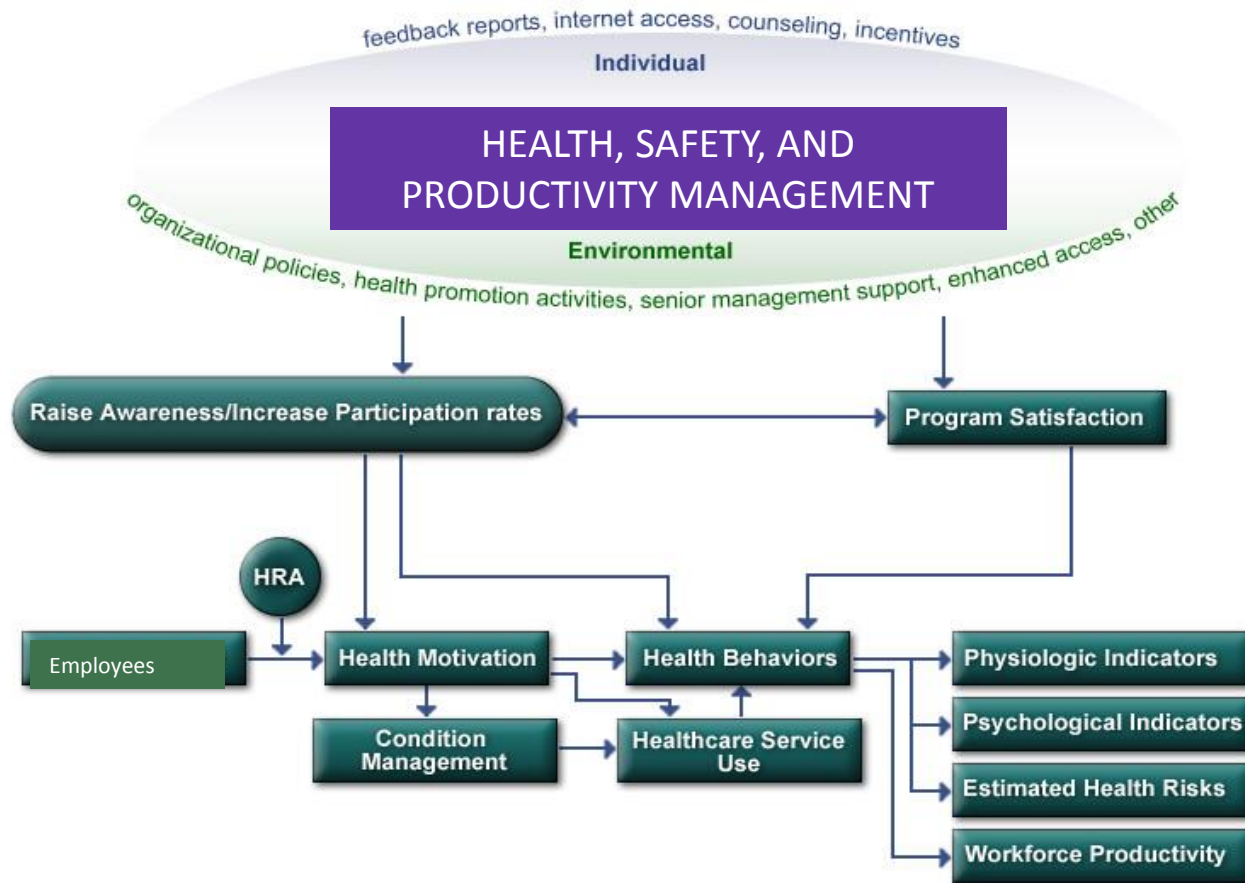 feedback reports, internet access, counseling, incentives
Individual
HEALTH, SAFETY, AND
PRODUCTIVITY MANAGEMENT
Environmental
organizational policies, health promotion activities, senior management support, enhanced access, other
Raise Awareness/Increase Participation rates
Program Satisfaction
HRA
Employees
Health Motivation
Health Behaviors
Physiologic Indicators
Condition
Management
Healthcare Service
Use
Psychological Indicators
Estimated Health Risks
Workforce Productivity